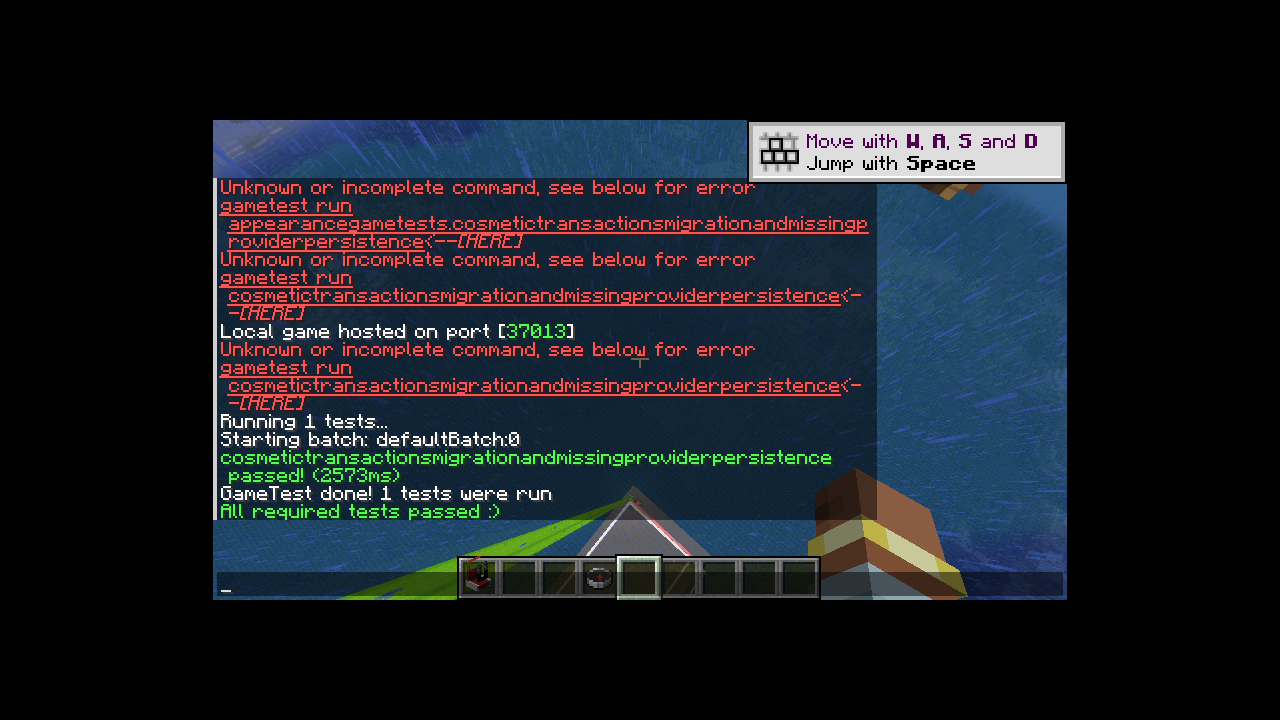 Move with W, A, S and D
Jump with Space
Unknown or incomplete command, see below for error
gametest run
appearancegametests.cosmetictransactionsmigrationandmissingp
roviderpersistence<--[HERE]
Unknown or incomplete command, see below for error
gametest run
cosmetictransactionsmigrationandmissingproviderpersistence<-
-[HERE]
Local game hosted on port [37013]
Unknown or incomplete command, see below for error
gametest run
cosmetictransactionsmigrationandmissingproviderpersistence<-
-[HERE]
Running 1 tests...
Starting batch: defaultBatch:0
cosmetictransactionsmigrationandmissingproviderpersistence
passed! (2573ms)
GameTest done! 1 tests were run
All required tests passed :)
_